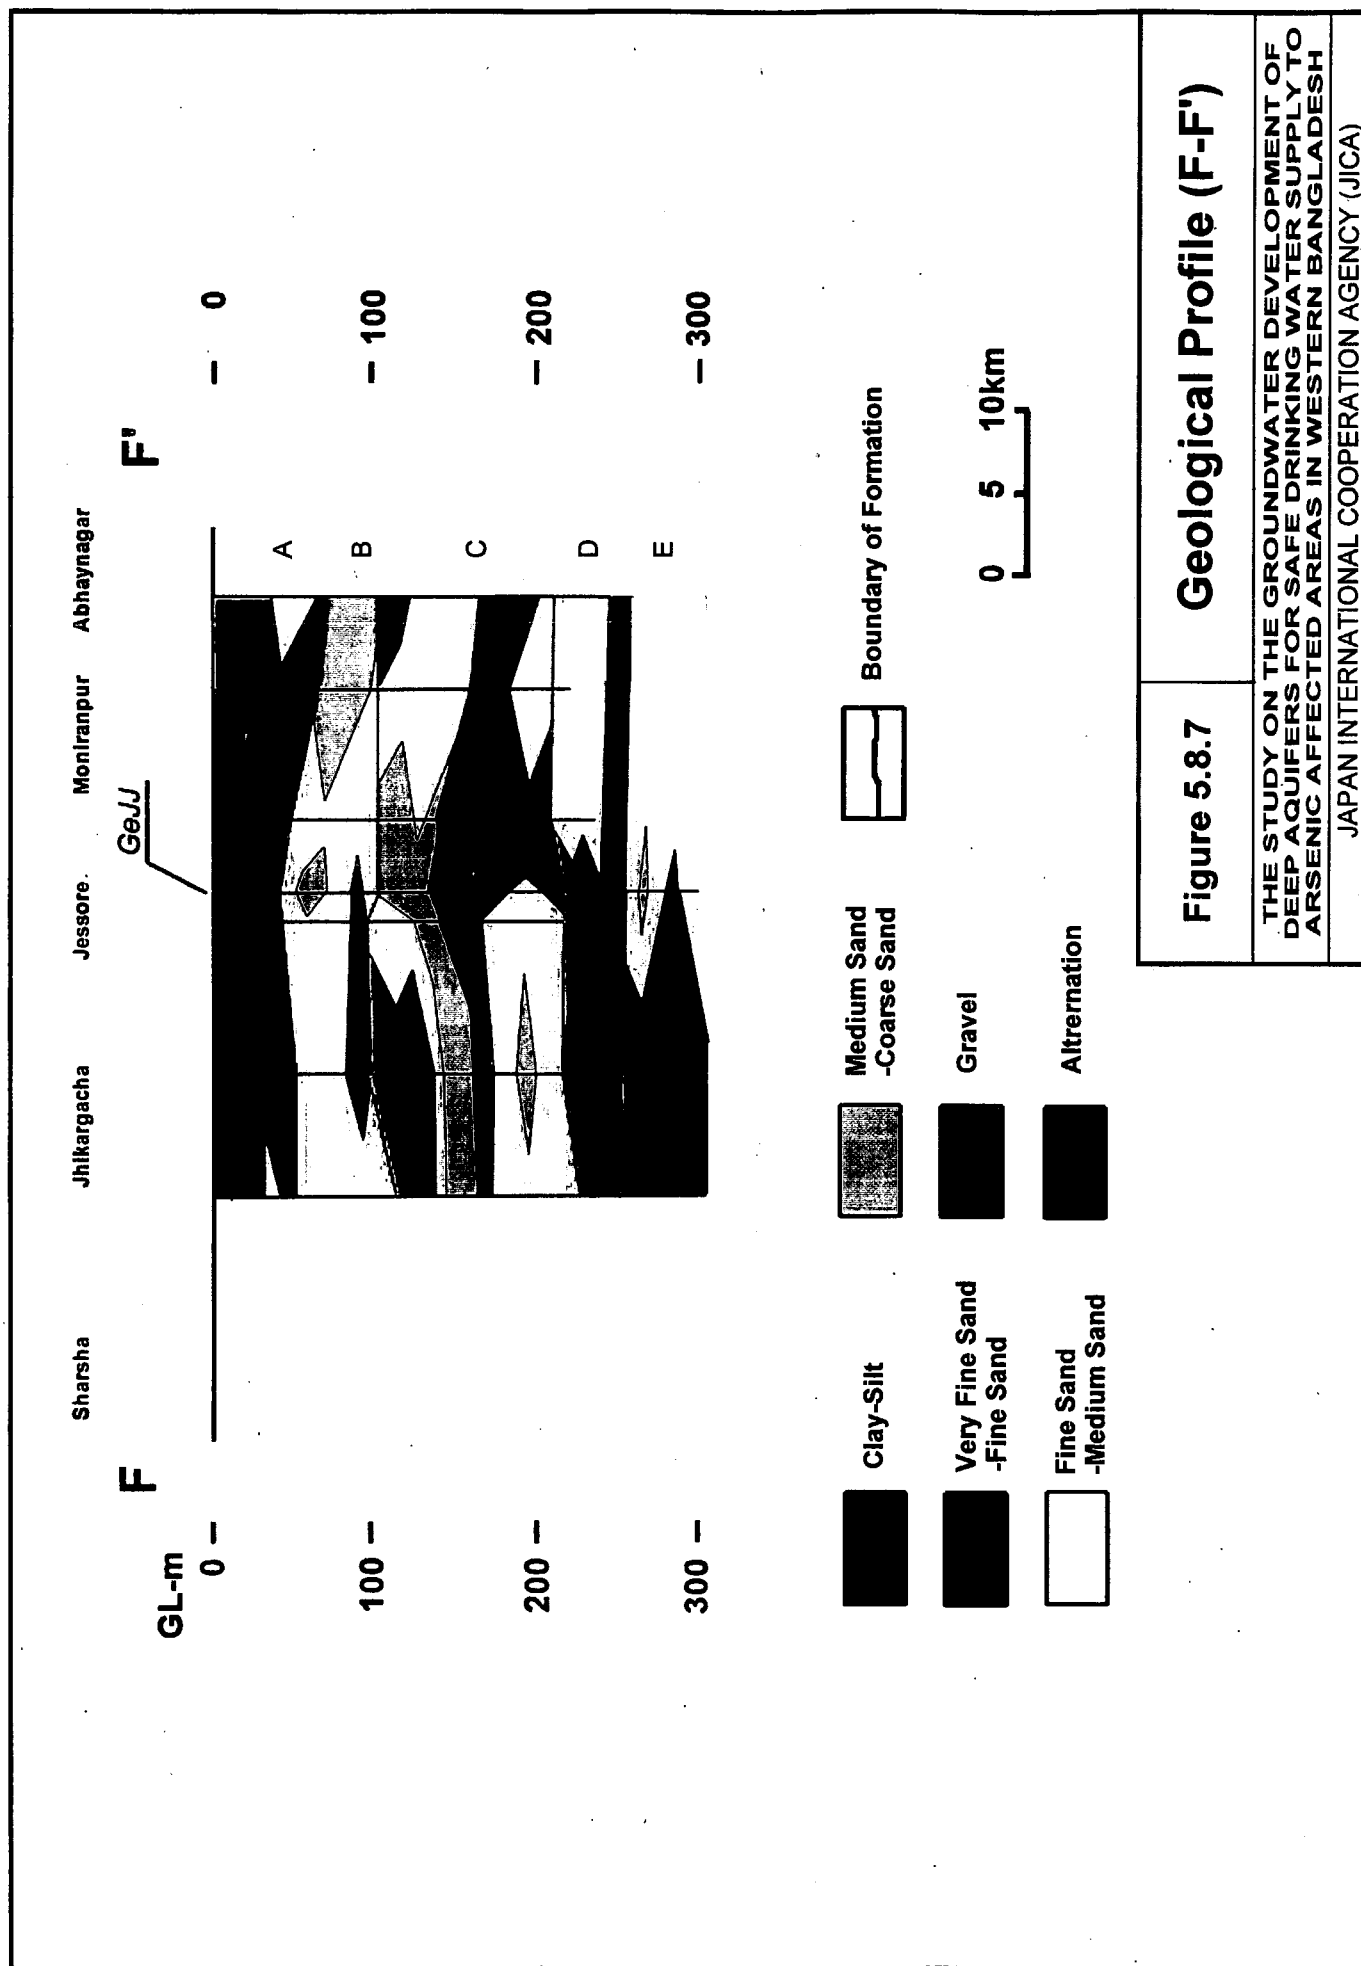 Sharsha
Jhikargacha
Jessore.
Moniranpur
Abhaynagar
GeJJ
F
F'
GL-m
0 –
100 –
200 –
300 –
– 0
– 100
– 200
– 300
A
B
C
D
E
Clay-Silt
Very Fine Sand
-Fine Sand
Fine Sand
-Medium Sand
Medium Sand
-Coarse Sand
Gravel
Altrernation
Boundary of Formation
0 5 10km
Figure 5.8.7
Geological Profile (F-F')
THE STUDY ON THE GROUNDWATER DEVELOPMENT OF
DEEP AQUIFERS FOR SAFE DRINKING WATER SUPPLY TO
ARSENIC AFFECTED AREAS IN WESTERN BANGLADESH
JAPAN INTERNATIONAL COOPERATION AGENCY (JICA)